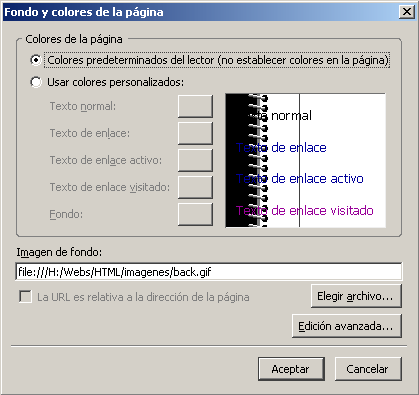 Fondo y colores de la página
Colores de la página
Colores predeterminados del lector (no establecer colores en la página)
Usar colores personalizados:
Texto normal:
Texto de enlace:
Texto de enlace activo:
Texto de enlace visitado:
Fondo:
normal
Texto de enlace
Texto de enlace activo
Texto de enlace visitado
Imagen de fondo:
file:///H:/Webs/HTML/imagenes/back.gif
La URL es relativa a la dirección de la página
Elegir archivo...
Edición avanzada...
Aceptar
Cancelar